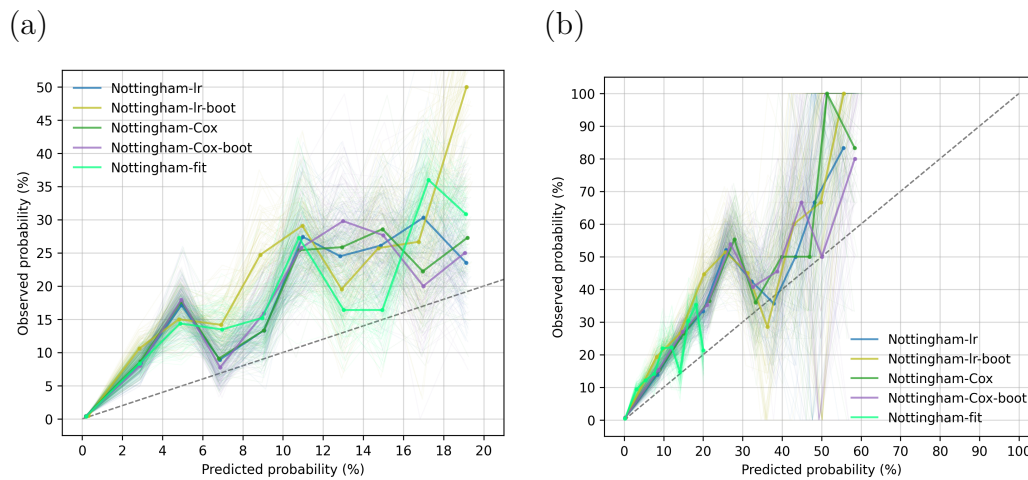 (a)
50
45
40
35
30
25
20
15
10
5
0
Observed probability (%)
Nottingham-lr
Nottingham-lr-boot
Nottingham-Cox
Nottingham-Cox-boot
Nottingham-fit
0 2 4 6 8 10 12 14 16 18 20
Predicted probability (%)
(b)
100
90
80
70
60
50
40
30
20
10
0
Observed probability (%)
Nottingham-lr
Nottingham-lr-boot
Nottingham-Cox
Nottingham-Cox-boot
Nottingham-fit
0 10 20 30 40 50 60 70 80 90 100
Predicted probability (%)